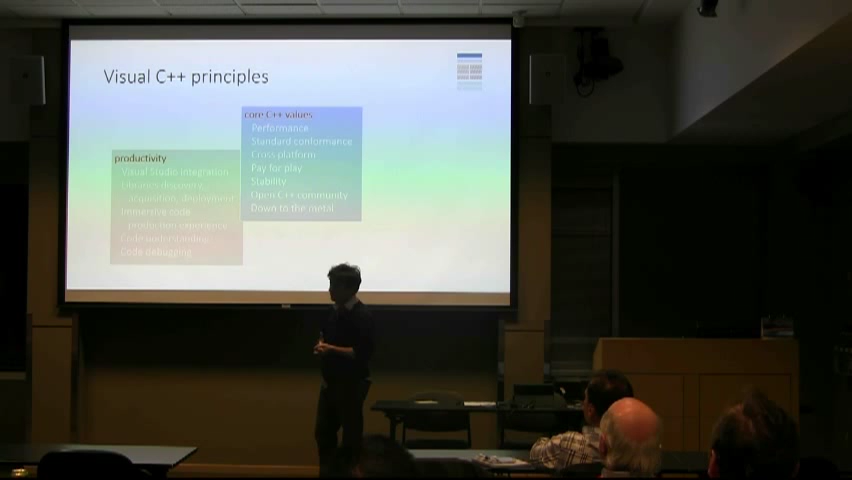 Visual C++ principles
core C++ values
Performance
Standard conformance
Cross platform
Pay for play
Stability
Open C++ community
Down to the metal
productivity
Visual Studio integration
Libraries discovery,
acquisition, deployment
Immersive code
production experience
Code understanding
Code debugging